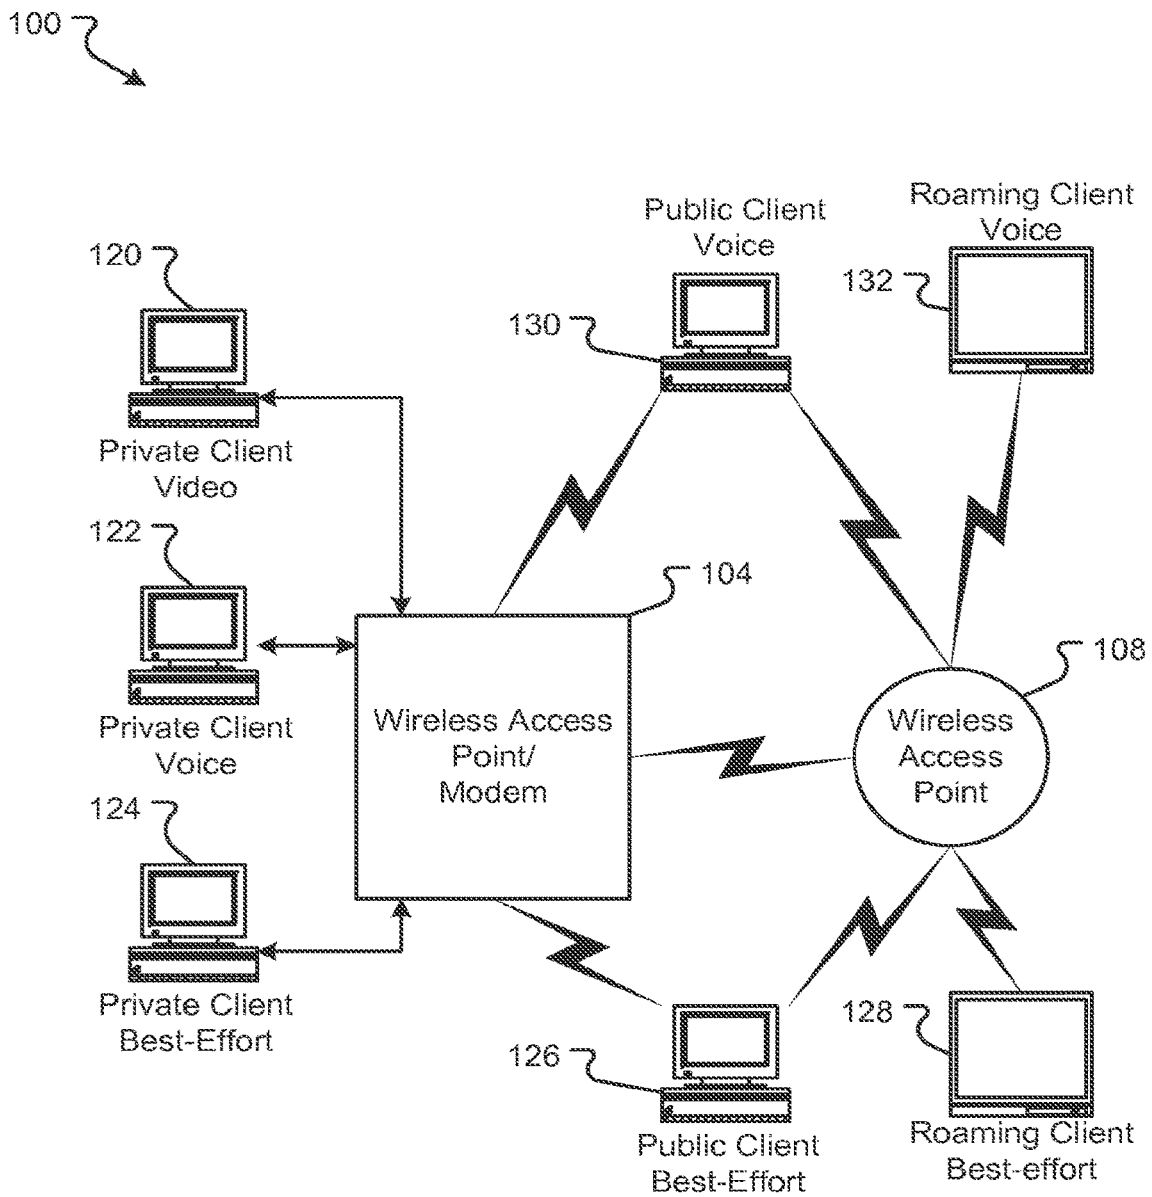 100
Roaming Client
Voice
Public Client
Voice
120
132
130
Private Client
Video
122
104
108
Wireless Access
Point/
Modem
Wireless
Access
Point
Private Client
Voice
124
128
126
Private Client
Best-Effort
Public Client
Best-Effort
Roaming Client
Best-effort